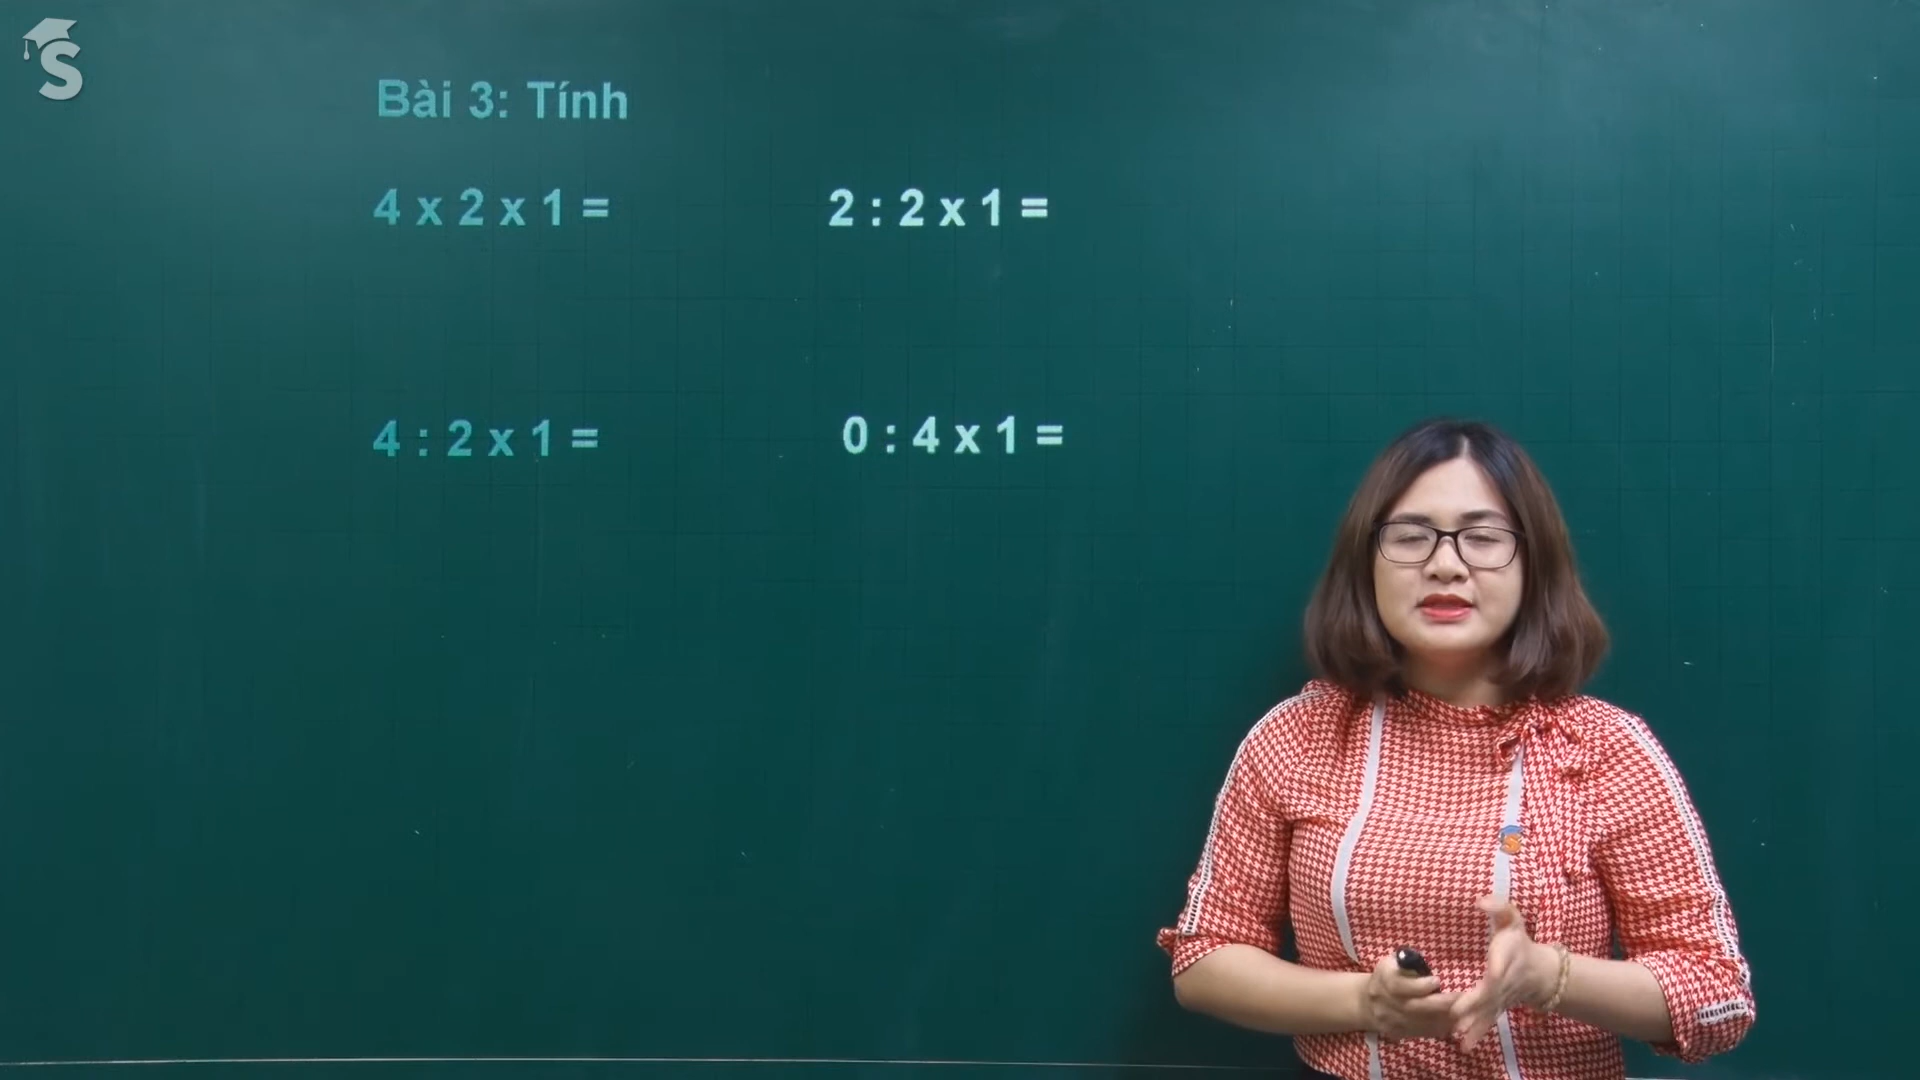 S
Bài 3: Tính
4 x 2 x 1 =
2 : 2 x 1 =
4 : 2 x 1 =
0 : 4 x 1 =